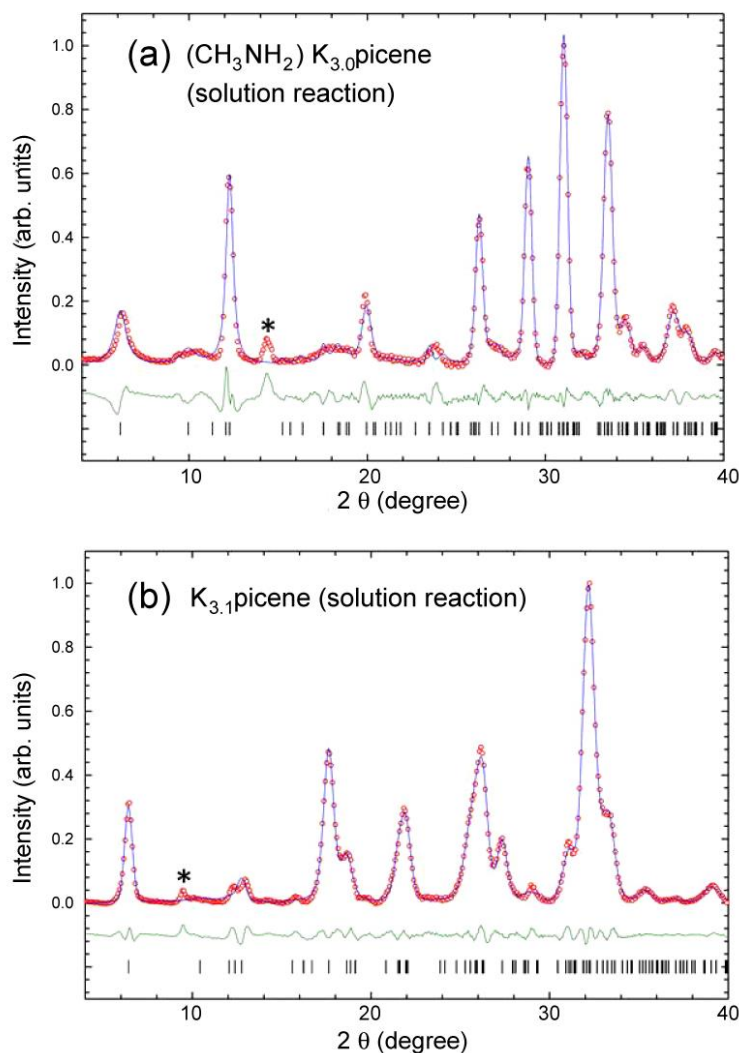 (a) (CH₃NH₂) K₃.₀picene
(solution reaction)
Intensity (arb. units)
1.0
0.8
0.6
0.4
0.2
0.0
*
10 20 30 40
2 θ (degree)
(b) K₃.₁picene (solution reaction)
Intensity (arb. units)
1.0
0.8
0.6
0.4
0.2
0.0
*
10 20 30 40
2 θ (degree)